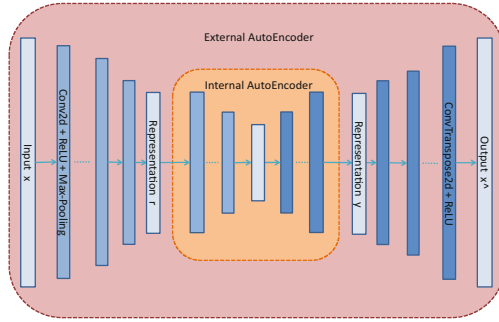 External AutoEncoder
Internal AutoEncoder
Input x
Conv2d + ReLU + Max-Pooling
Representation r
Representation y
ConvTranspose2d + ReLU
Output x^